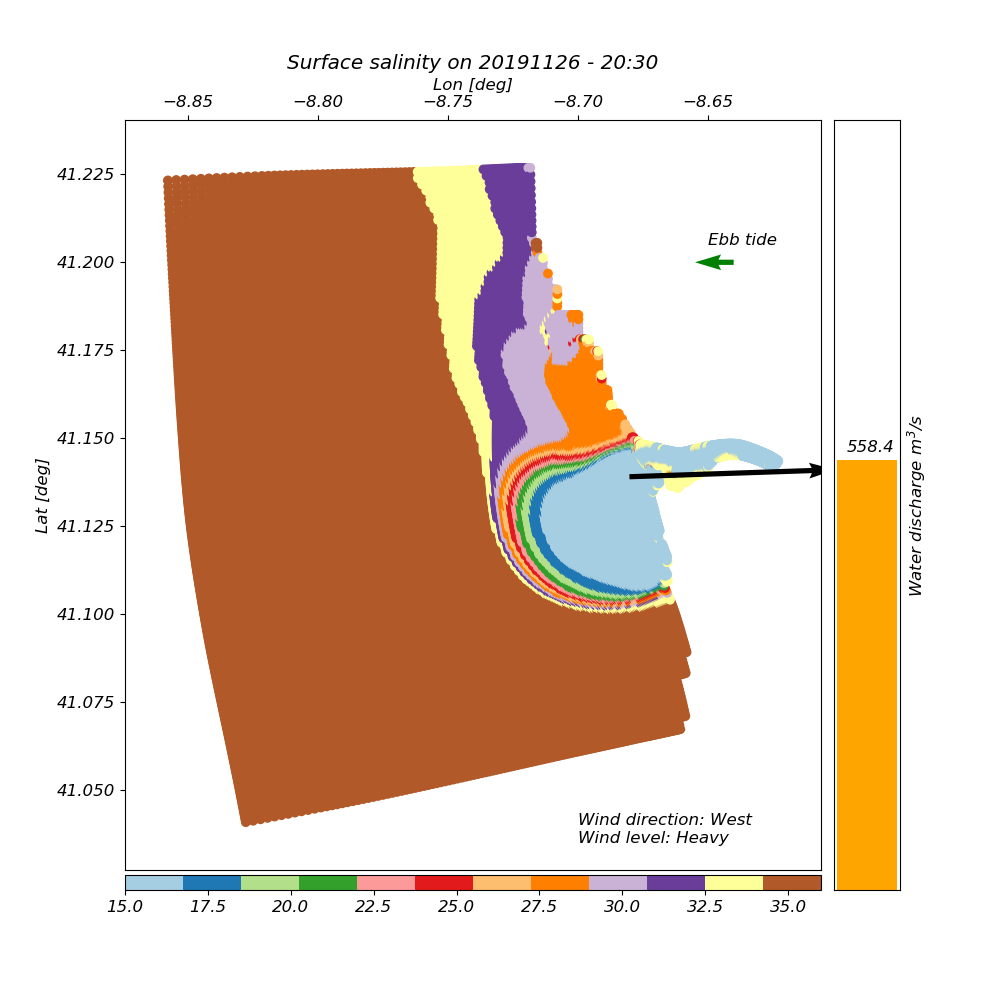 Surface salinity on 20191126 - 20:30
Lon [deg]
−8.85 −8.80 −8.75 −8.70 −8.65
41.225
41.200
41.175
41.150
41.125
41.100
41.075
41.050
Lat [deg]
Ebb tide
558.4
Water discharge m³/s
Wind direction: West
Wind level: Heavy
15.0 17.5 20.0 22.5 25.0 27.5 30.0 32.5 35.0